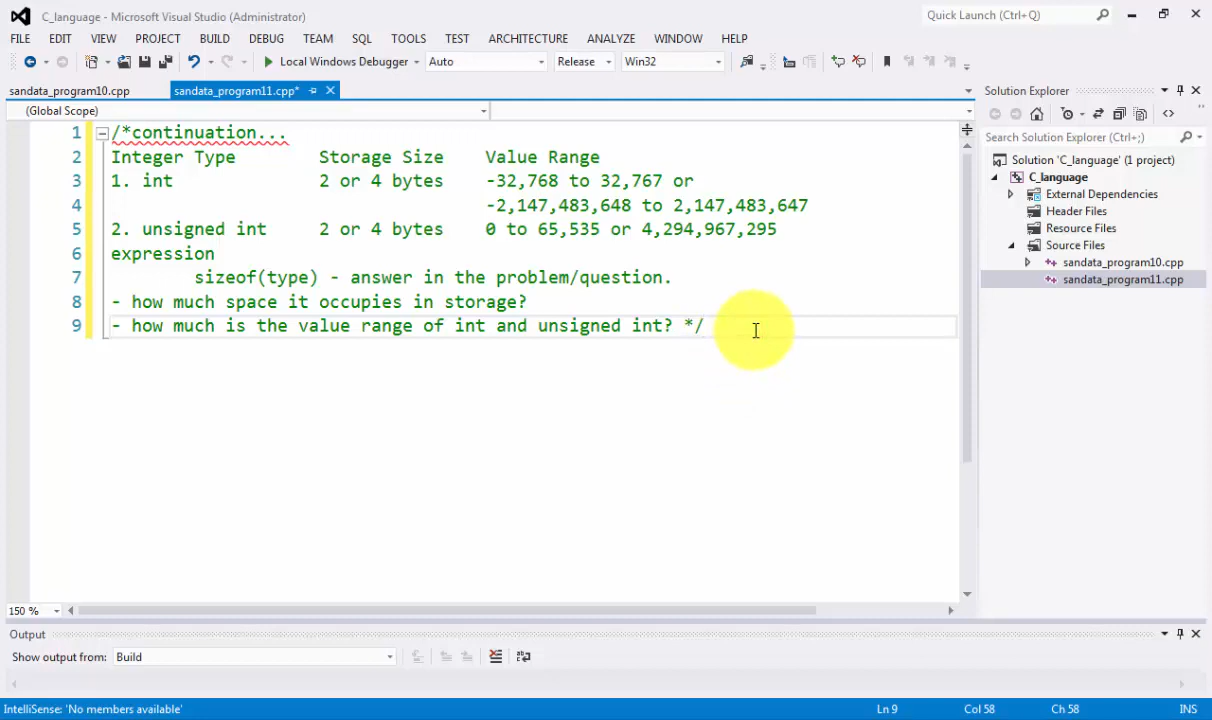 C_language - Microsoft Visual Studio (Administrator)
Quick Launch (Ctrl+Q)
FILE EDIT VIEW PROJECT BUILD DEBUG TEAM SQL TOOLS TEST ARCHITECTURE ANALYZE WINDOW HELP
Local Windows Debugger Auto Release Win32
sandata_program10.cpp sandata_program11.cpp*
(Global Scope)
1 /*continuation...
2 Integer Type Storage Size Value Range
3 1. int 2 or 4 bytes -32,768 to 32,767 or
4 -2,147,483,648 to 2,147,483,647
5 2. unsigned int 2 or 4 bytes 0 to 65,535 or 4,294,967,295
6 expression
7 sizeof(type) - answer in the problem/question.
8 - how much space it occupies in storage?
9 - how much is the value range of int and unsigned int? */
150 %
Solution Explorer
Search Solution Explorer (Ctrl+;)
Solution 'C_language' (1 project)
C_language
External Dependencies
Header Files
Resource Files
Source Files
sandata_program10.cpp
sandata_program11.cpp
Output
Show output from: Build
IntelliSense: 'No members available' Ln 9 Col 58 Ch 58 INS